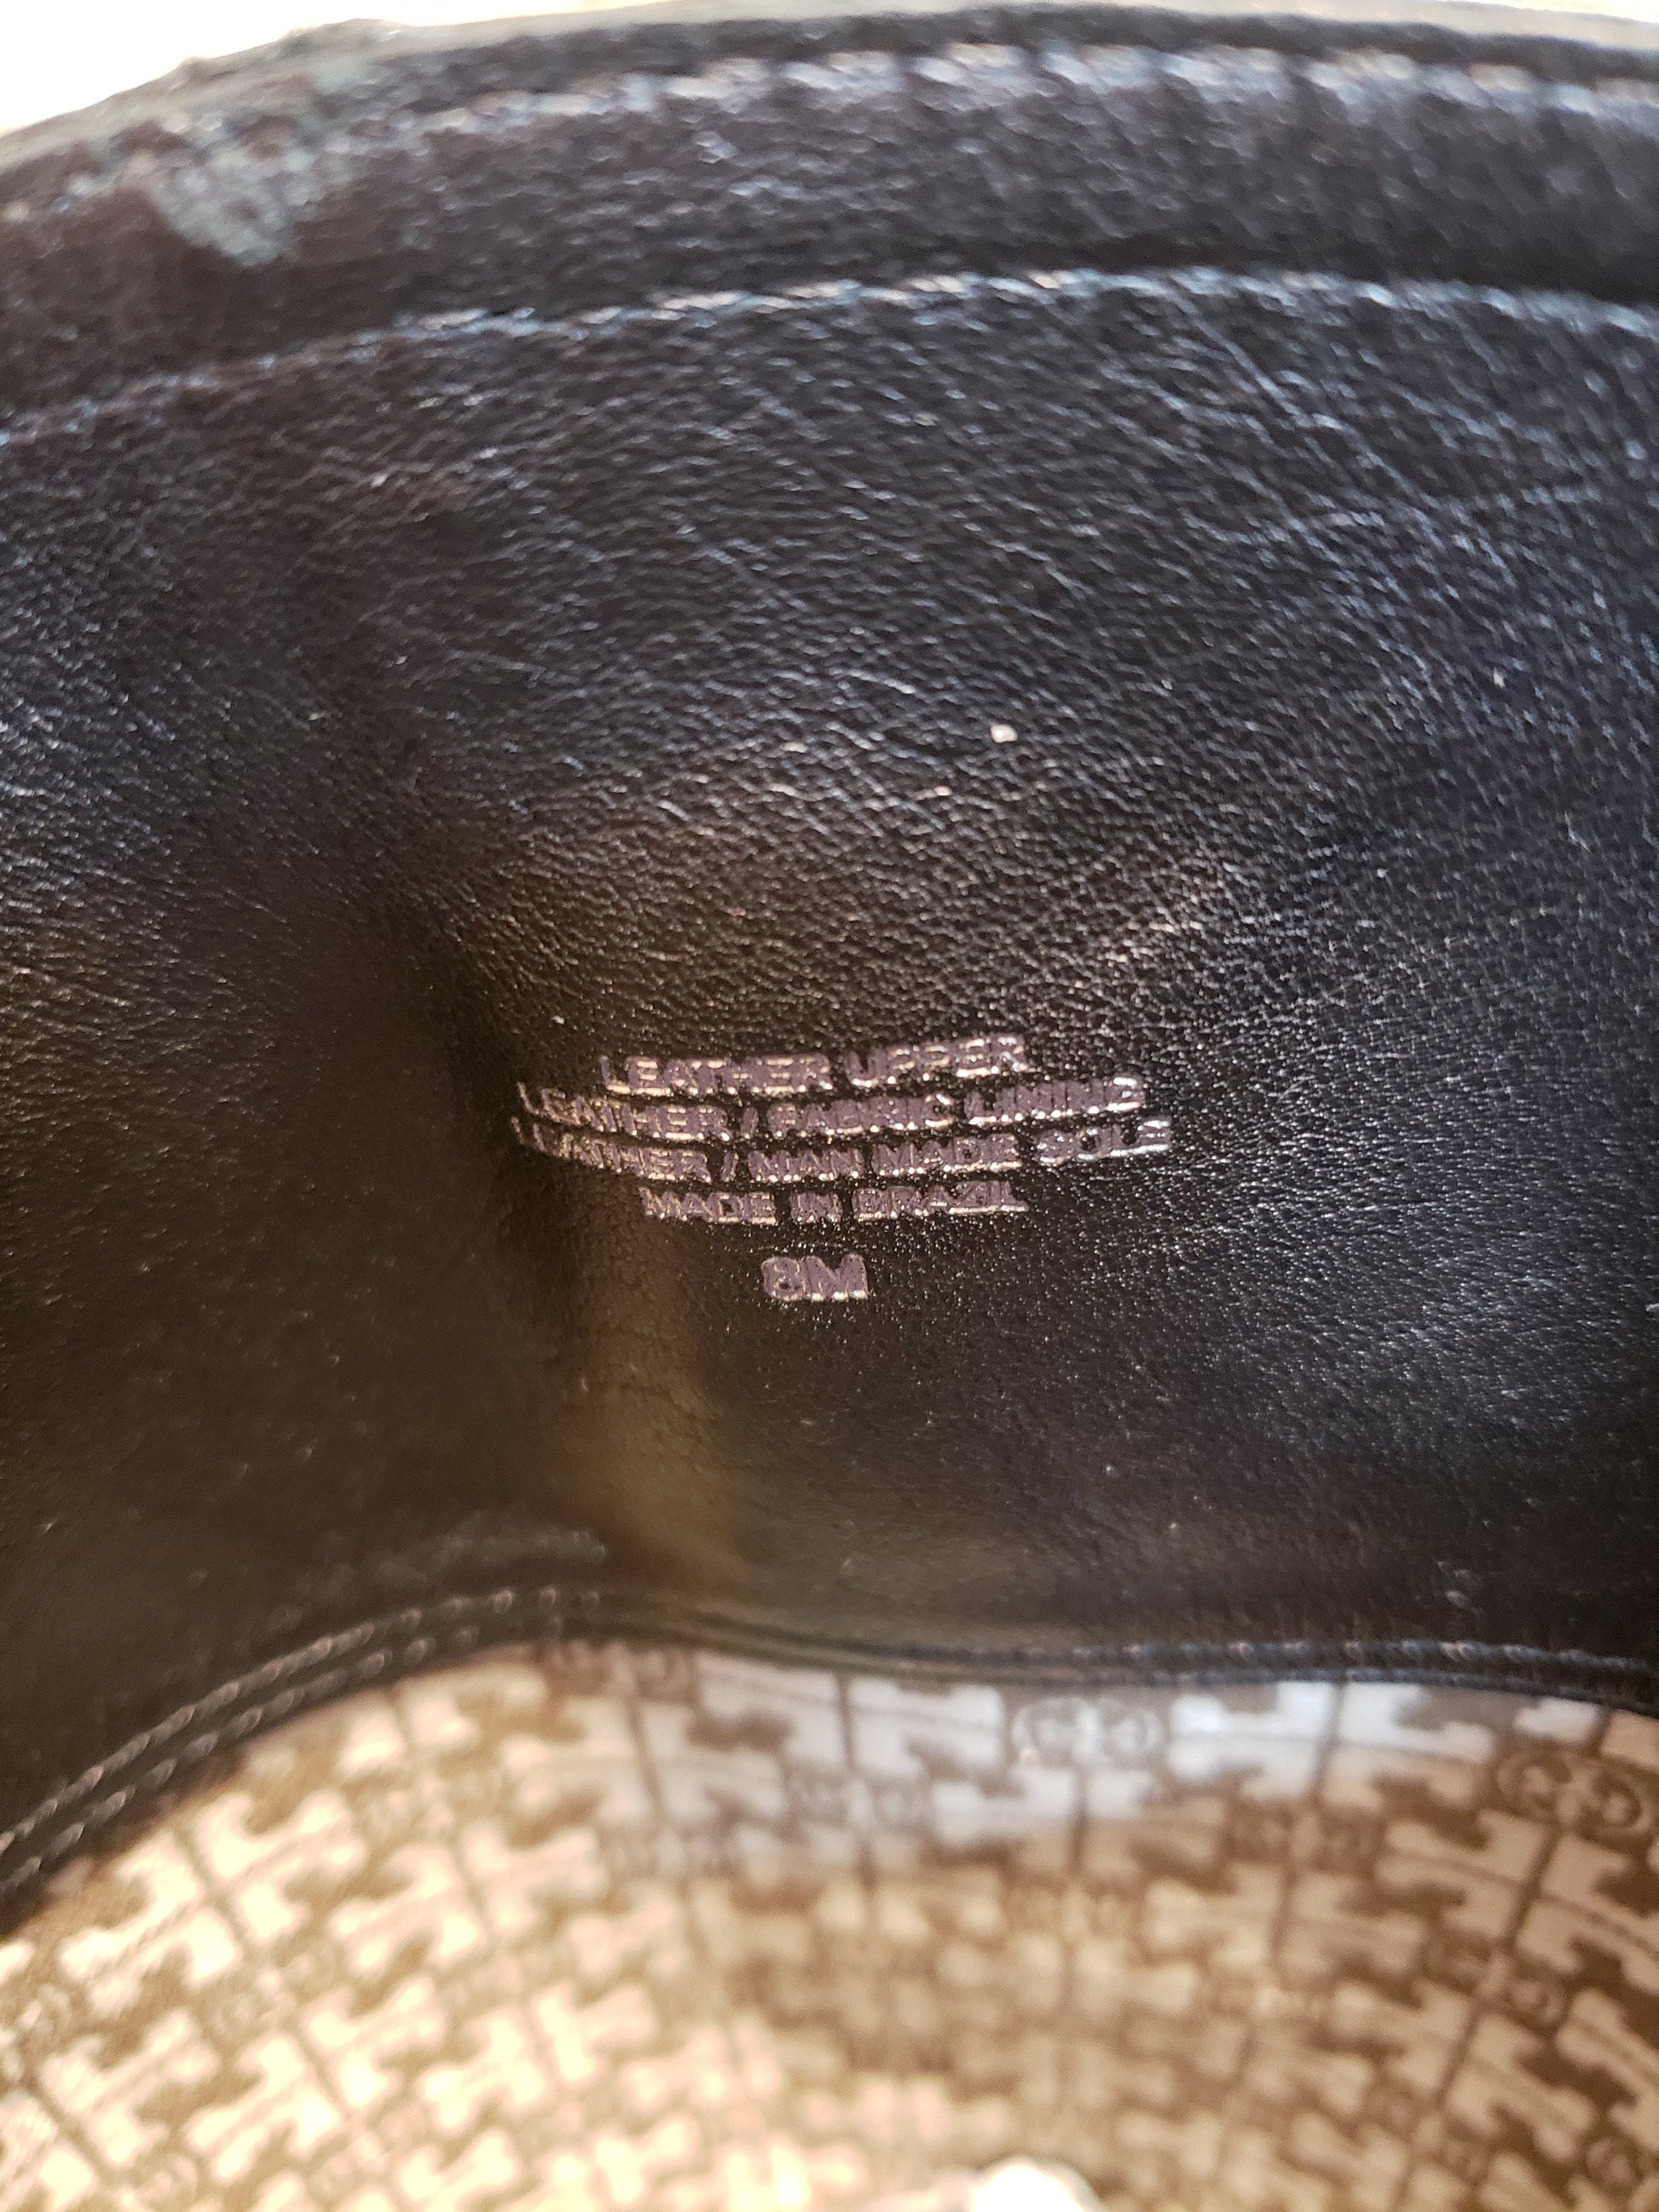 LEATHER UPPER
LEATHER / FABRIC LINING
LEATHER / MAN MADE SOLE
MADE IN BRAZIL
8M